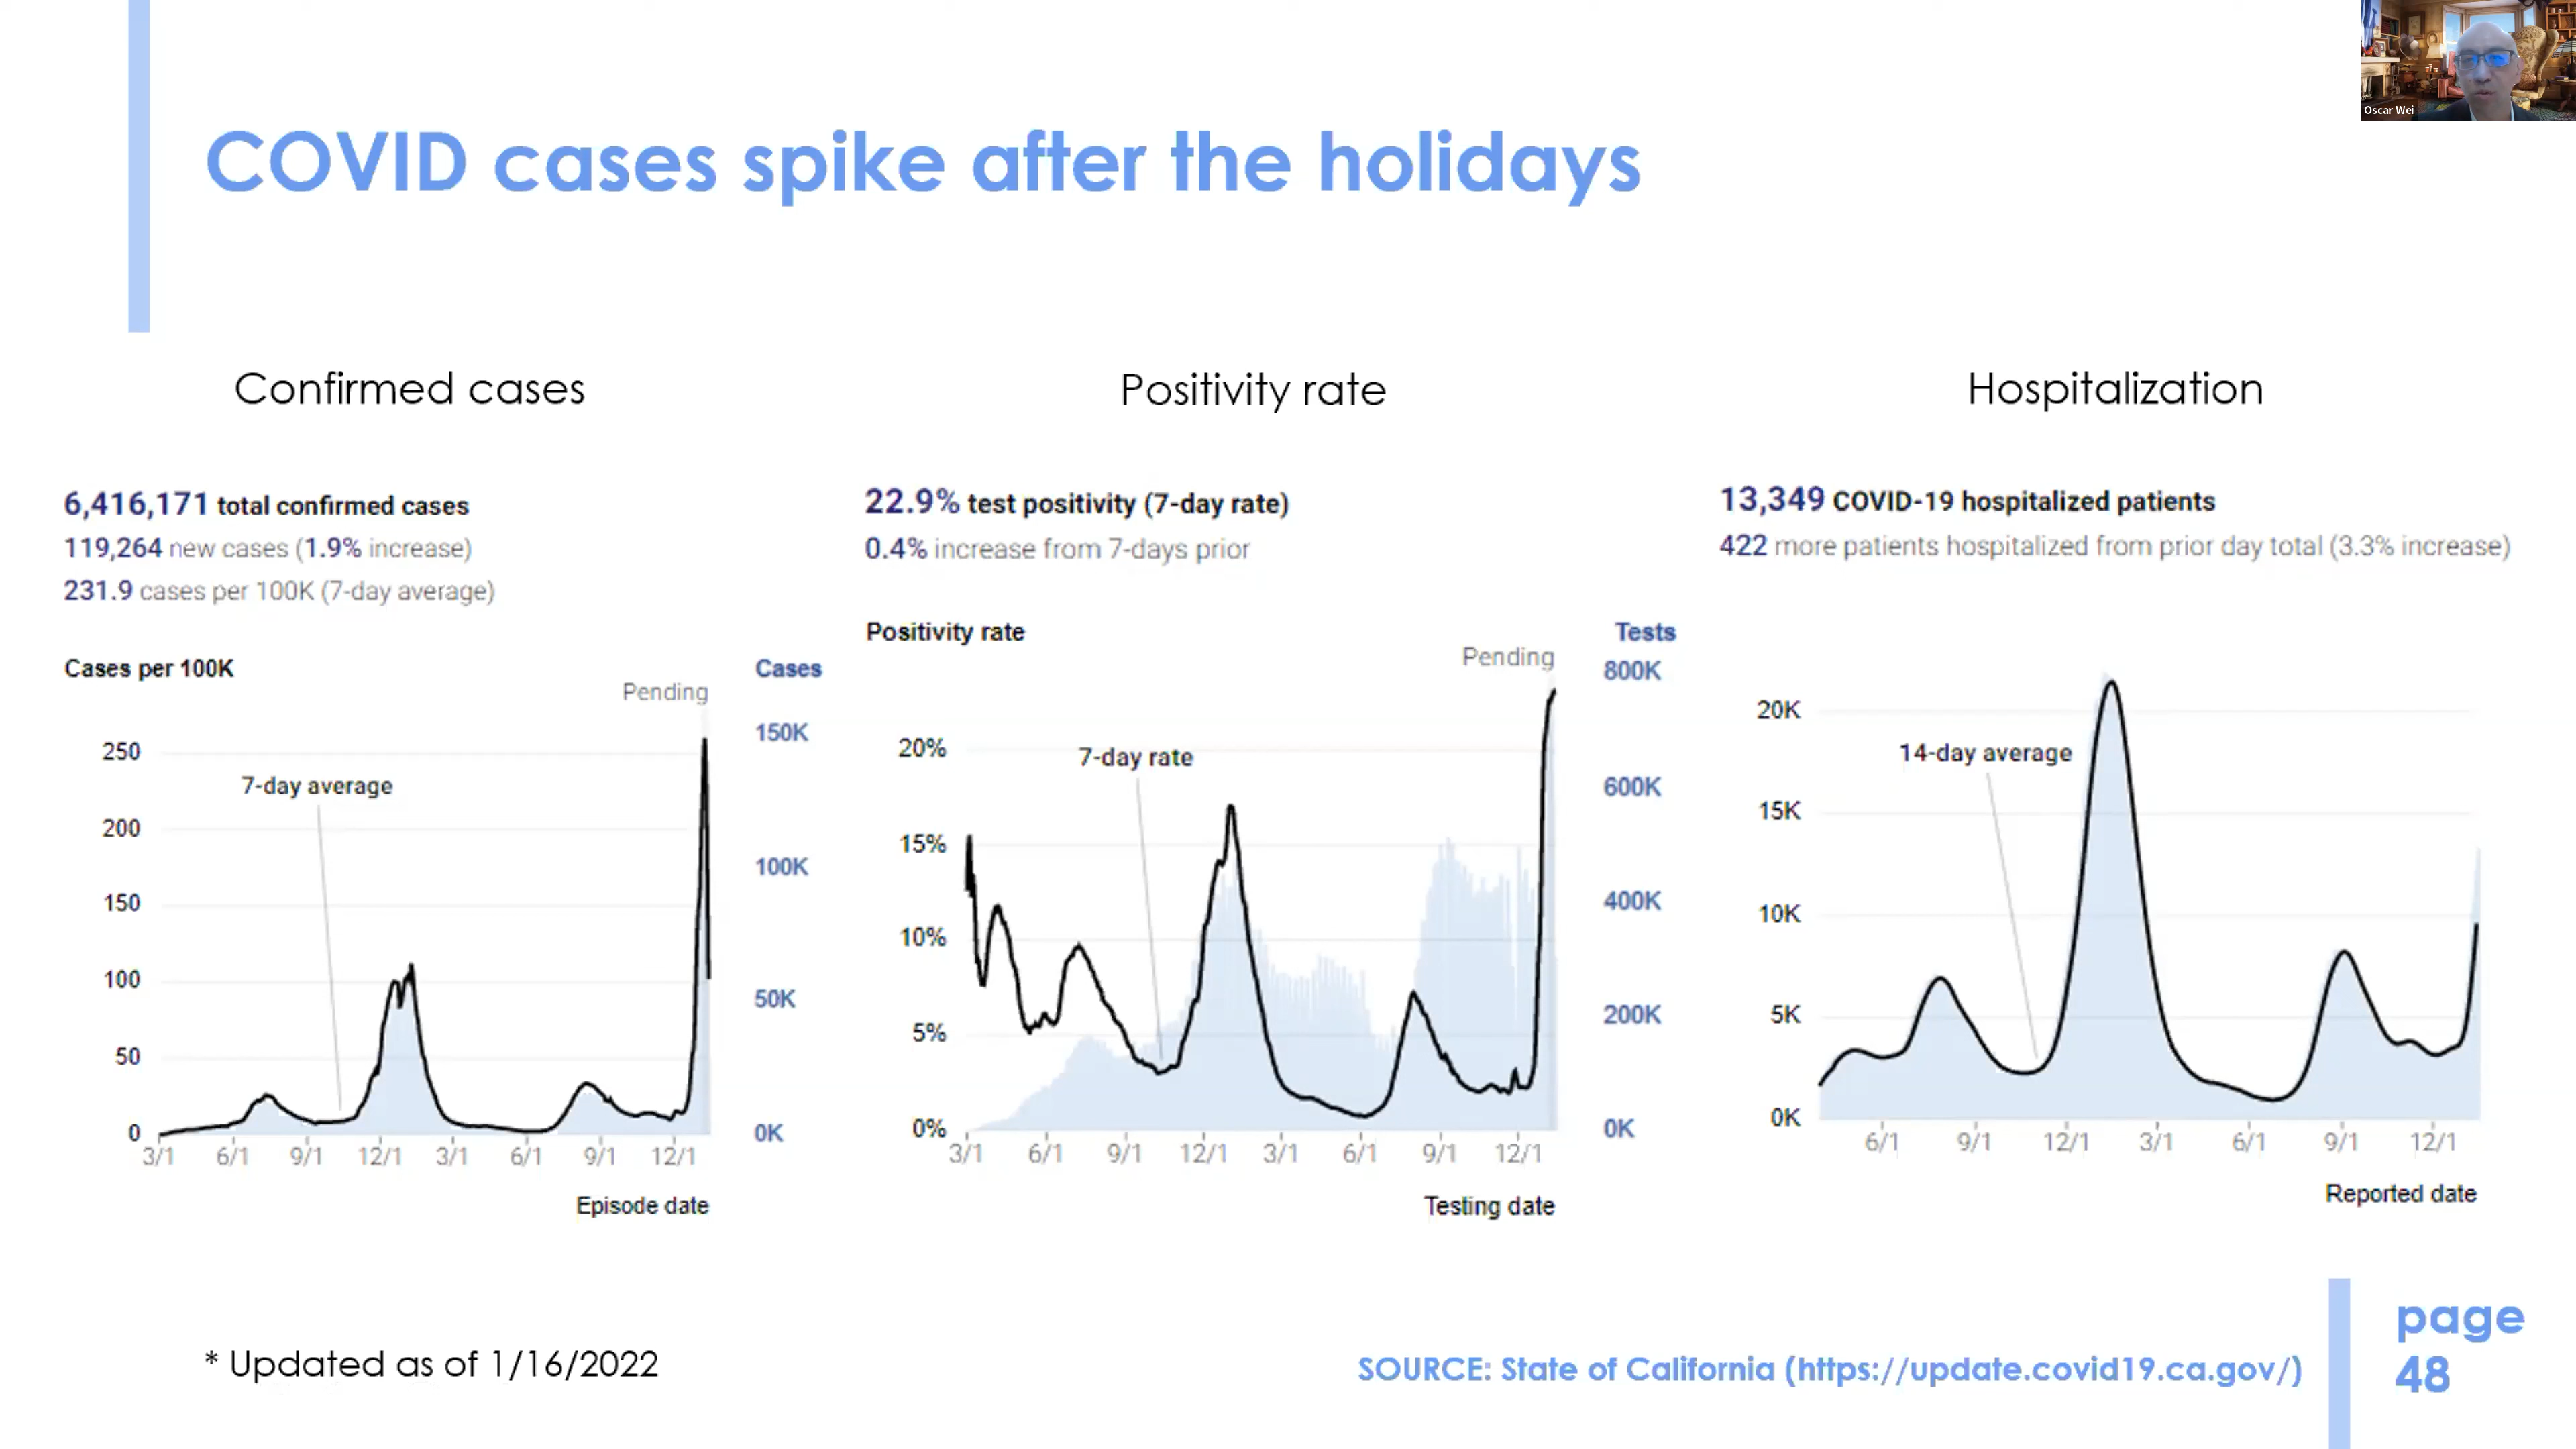 Oscar Wei
COVID cases spike after the holidays
Confirmed cases
6,416,171 total confirmed cases
119,264 new cases (1.9% increase)
231.9 cases per 100K (7-day average)
Cases per 100K
Cases
Pending
250
200
150
100
50
0
7-day average
150K
100K
50K
0K
3/1 6/1 9/1 12/1 3/1 6/1 9/1 12/1
Episode date
Positivity rate
22.9% test positivity (7-day rate)
0.4% increase from 7-days prior
Positivity rate
Tests
Pending
20%
15%
10%
5%
0%
7-day rate
800K
600K
400K
200K
0K
3/1 6/1 9/1 12/1 3/1 6/1 9/1 12/1
Testing date
Hospitalization
13,349 COVID-19 hospitalized patients
422 more patients hospitalized from prior day total (3.3% increase)
20K
15K
10K
5K
0K
14-day average
6/1 9/1 12/1 3/1 6/1 9/1 12/1
Reported date
* Updated as of 1/16/2022
SOURCE: State of California (https://update.covid19.ca.gov/)
page
48